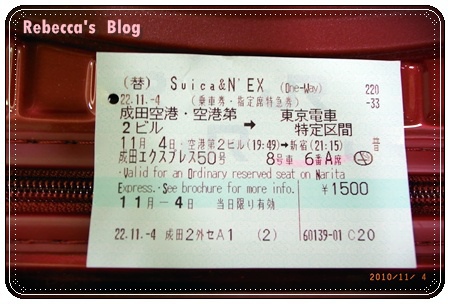 Rebecca's Blog
(替) Suica&N'EX (One-Way) 220
22.11.-4 (乗車券・指定席特急券) -33
成田空港・空港第 → 東京電車
2ビル 特定区間
11月 4日・空港第2ビル(19:49)→新宿(21:15)
成田エクスプレス50号 8号車 6番A席
・Valid for an Ordinary reserved seat on Narita
Express.・See brochure for more info. ￥1500
11月-4日 当日限り有効
22.11.-4 成田2外セA1 (2) 60139-01 C20
2010/11/ 4